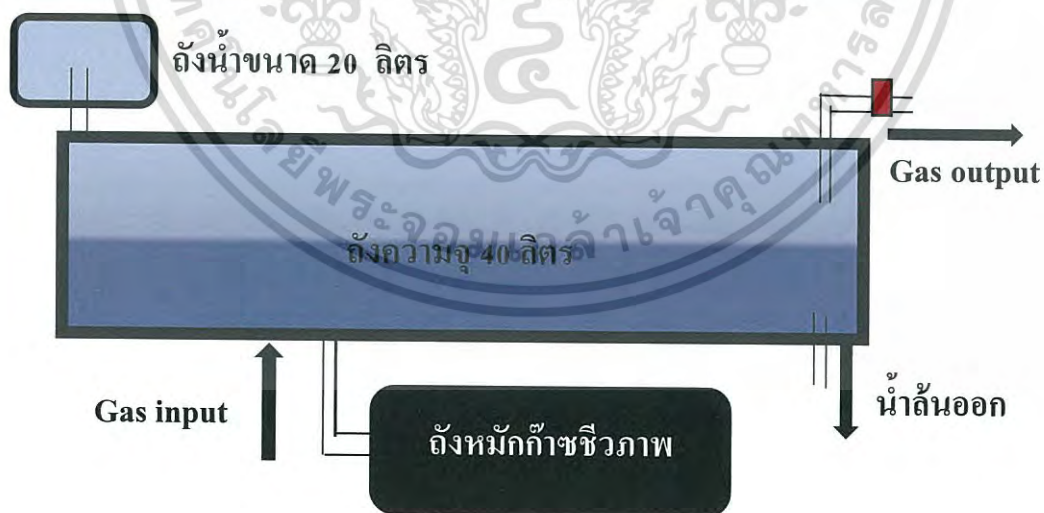 ถังน้ำขนาด 20 ลิตร
Gas output
ถังความจุ 40 ลิตร
Gas input
น้ำล้นออก
ถังหมักก๊าซชีวภาพ